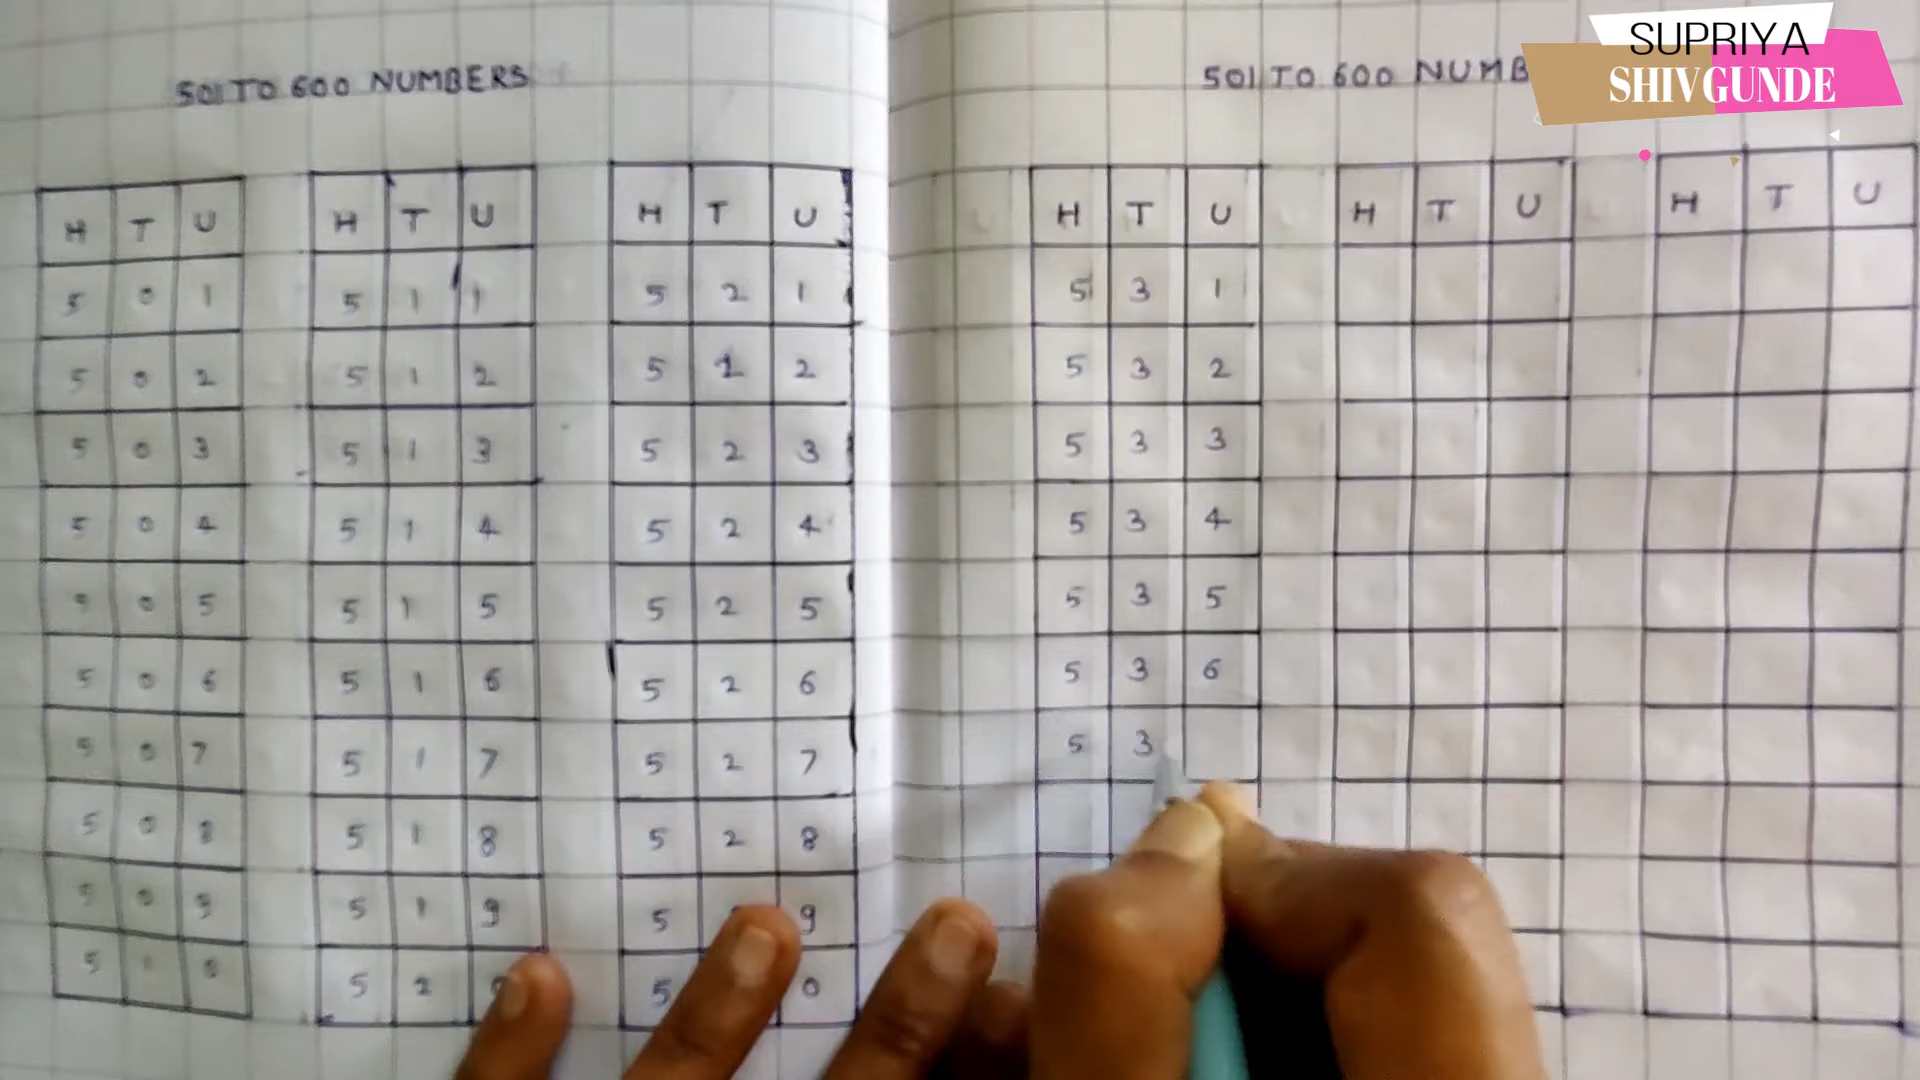 SUPRIYA
SHIVGUNDE
501 TO 600 NUMBERS
H T U
5 0 1
5 0 2
5 0 3
5 0 4
5 0 5
5 0 6
5 0 7
5 0 8
5 0 9
5 1 0
H T U
5 1 1
5 1 2
5 1 3
5 1 4
5 1 5
5 1 6
5 1 7
5 1 8
5 1 9
5 2
H T U
5 2 1
5 2 2
5 2 3
5 2 4
5 2 5
5 2 6
5 2 7
5 2 8
5 9
5 0
501 TO 600 NUMB
H T U
5 3 1
5 3 2
5 3 3
5 3 4
5 3 5
5 3 6
5 3
H T U
H T U